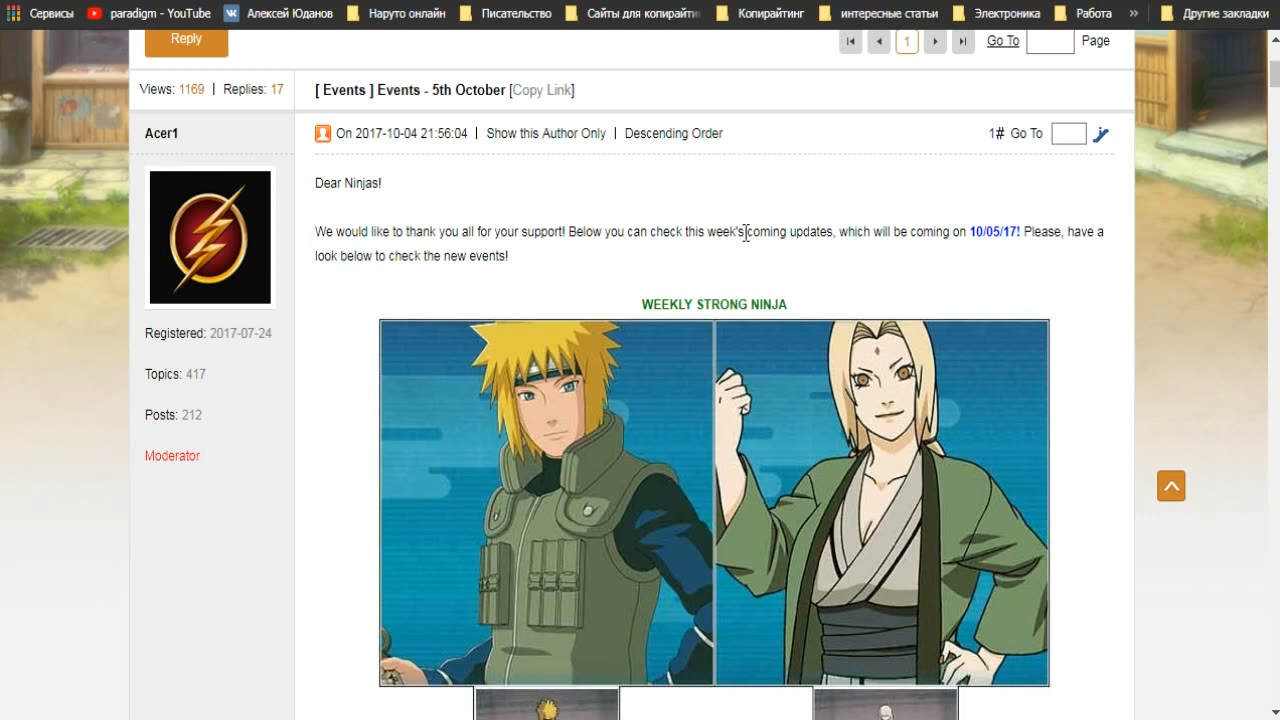 Сервисы paradigm - YouTube Алексей Юданов Наруто онлайн Писательство Сайты для копирайти Копирайтинг интересные статьи Электроника Работа » Другие закладки
Reply
1 Go To Page
Views: 1169 | Replies: 17
[ Events ] Events - 5th October [Copy Link]
Acer1
On 2017-10-04 21:56:04 | Show this Author Only | Descending Order
1# Go To
Dear Ninjas!
We would like to thank you all for your support! Below you can check this week's coming updates, which will be coming on 10/05/17! Please, have a
look below to check the new events!
WEEKLY STRONG NINJA
Registered: 2017-07-24
Topics: 417
Posts: 212
Moderator